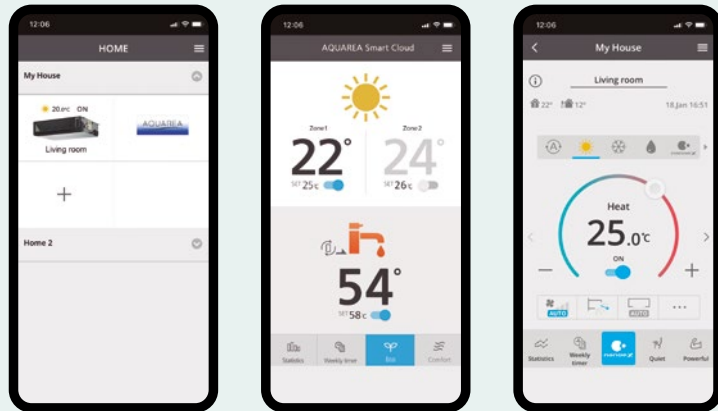 12:06
HOME
My House
20.0°C ON
AQUAREA
Living room
+
Home 2
12:06
AQUAREA Smart Cloud
Zone1
Zone2
22°
24°
SET 25°c
SET 26°c
54°
SET 58°c
Statistics
Weekly timer
Eco
Comfort
12:06
My House
Living room
22°
12°
18.Jan 16:51
A
Heat
25.0°c
ON
−
+
AUTO
AUTO
...
Statistics
Weekly
timer
nanoe X
Quiet
Powerful